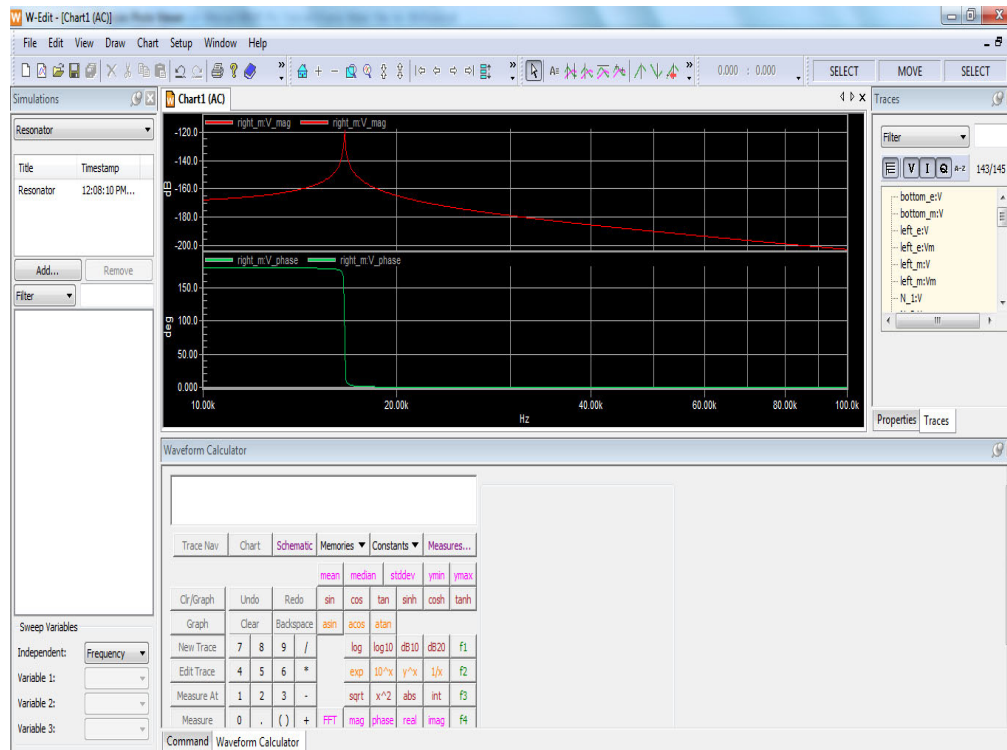 W-Edit - [Chart1 (AC)]
File Edit View Draw Chart Setup Window Help
0.000 : 0.000
SELECT MOVE SELECT
Simulations
Resonator
Title Timestamp
Resonator 12:08:10 PM...
Add... Remove
Filter
Sweep Variables
Independent: Frequency
Variable 1:
Variable 2:
Variable 3:
Chart1 (AC)
right_m:V_mag right_m:V_mag
-120.0
-140.0
-160.0
-180.0
-200.0
dB
right_m:V_phase right_m:V_phase
150.0
100.0
50.00
0.000
deg
10.00k 20.00k 40.00k 60.00k 80.00k 100.0k
Hz
Traces
Filter
V I Q A-Z 143/145
bottom_e:V
bottom_m:V
left_e:V
left_e:Vm
left_m:V
left_m:Vm
N_1:V
Properties Traces
Waveform Calculator
Trace Nav Chart Schematic Memories Constants Measures...
mean median stddev ymin ymax
Clr/Graph Undo Redo sin cos tan sinh cosh tanh
Graph Clear Backspace asin acos atan
New Trace 7 8 9 / log log10 dB10 dB20 f1
Edit Trace 4 5 6 * exp 10^x y^x 1/x f2
Measure At 1 2 3 - sqrt x^2 abs int f3
Measure 0 . ( ) + FFT mag phase real imag f4
Command Waveform Calculator